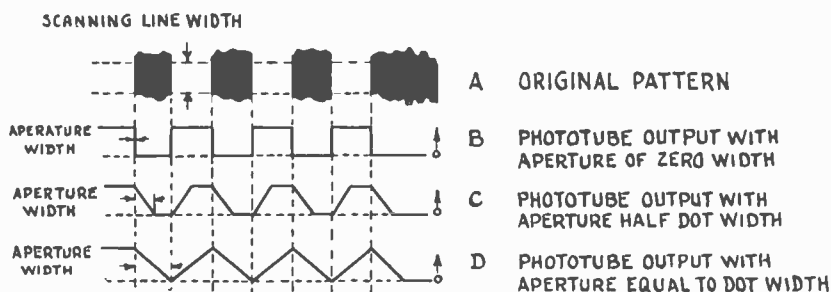 SCANNING LINE WIDTH
A ORIGINAL PATTERN
APERATURE
WIDTH
B PHOTOTUBE OUTPUT WITH
APERTURE OF ZERO WIDTH
APERTURE
WIDTH
C PHOTOTUBE OUTPUT WITH
APERTURE HALF DOT WIDTH
APERTURE
WIDTH
D PHOTOTUBE OUTPUT WITH
APERTURE EQUAL TO DOT WIDTH